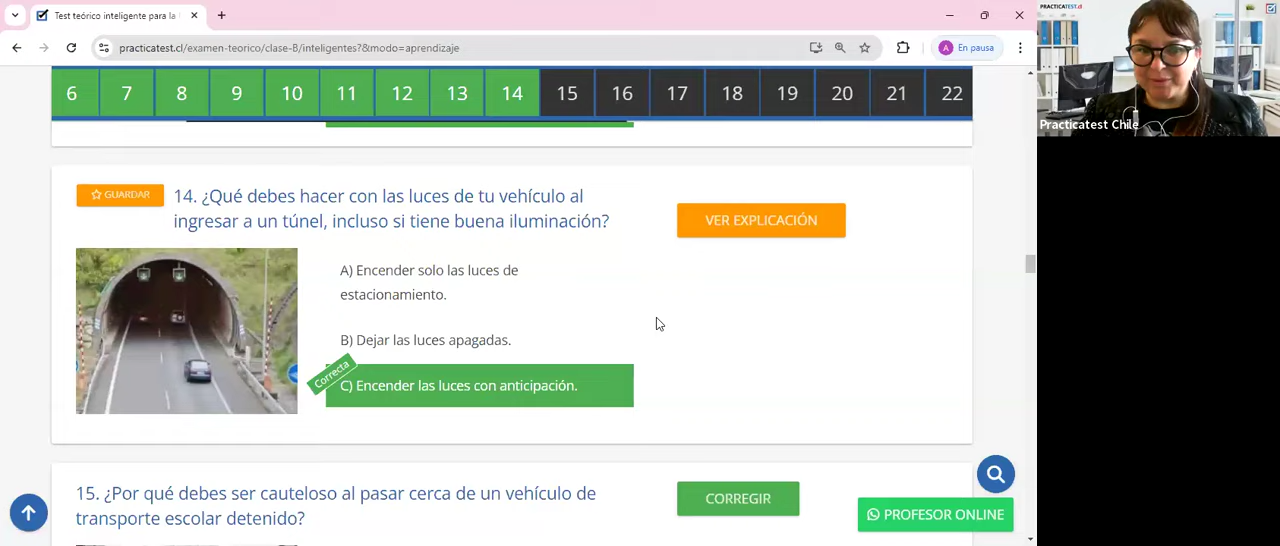 Test teórico inteligente para la
practicatest.cl/examen-teorico/clase-B/inteligentes?&modo=aprendizaje
A
En pausa
PRACTICATEST.cl
Practicatest Chile
6 7 8 9 10 11 12 13 14 15 16 17 18 19 20 21 22
GUARDAR
14. ¿Qué debes hacer con las luces de tu vehículo al
ingresar a un túnel, incluso si tiene buena iluminación?
VER EXPLICACIÓN
A) Encender solo las luces de
estacionamiento.
B) Dejar las luces apagadas.
Correcta
C) Encender las luces con anticipación.
15. ¿Por qué debes ser cauteloso al pasar cerca de un vehículo de
transporte escolar detenido?
CORREGIR
PROFESOR ONLINE